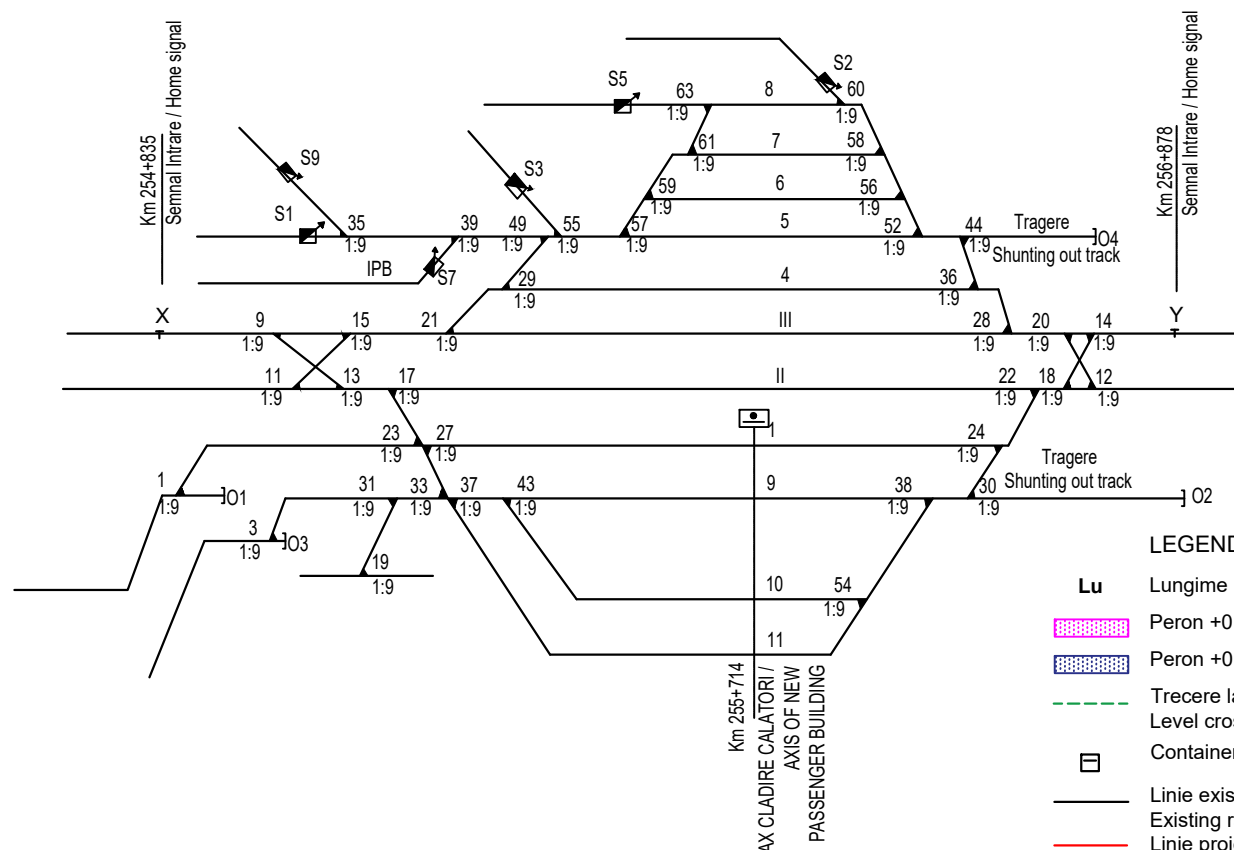 Km 254+835
Semnal Intrare / Home signal
Km 256+878
Semnal Intrare / Home signal
S2
S5 63 8 60
1:9 1:9
S9 61 7 58
1:9 1:9
S3 59 6 56
1:9 1:9
S1 35 39 49 55 57 5 52 44 Tragere
1:9 1:9 1:9 1:9 1:9 1:9 1:9 O4
Shunting out track
IPB S7 29 4 36
1:9 1:9
X 9 15 21 III 28 20 14 Y
1:9 1:9 1:9 1:9 1:9 1:9
11 13 17 II 22 18 12
1:9 1:9 1:9 1:9 1:9 1:9
23 27 1 24
1:9 1:9 1:9
Tragere
Shunting out track
1 O1 31 33 37 43 9 38 30 O2
1:9 1:9 1:9 1:9 1:9 1:9 1:9
3 O3
1:9
19
1:9
10 54
1:9
11
Km 255+714
AX CLADIRE CALATORI /
AXIS OF NEW
PASSENGER BUILDING
LEGEND
Lu Lungime
Peron +0
Peron +0
Trecere la
Level cros
Container
Linie exis
Existing r
Linie proi